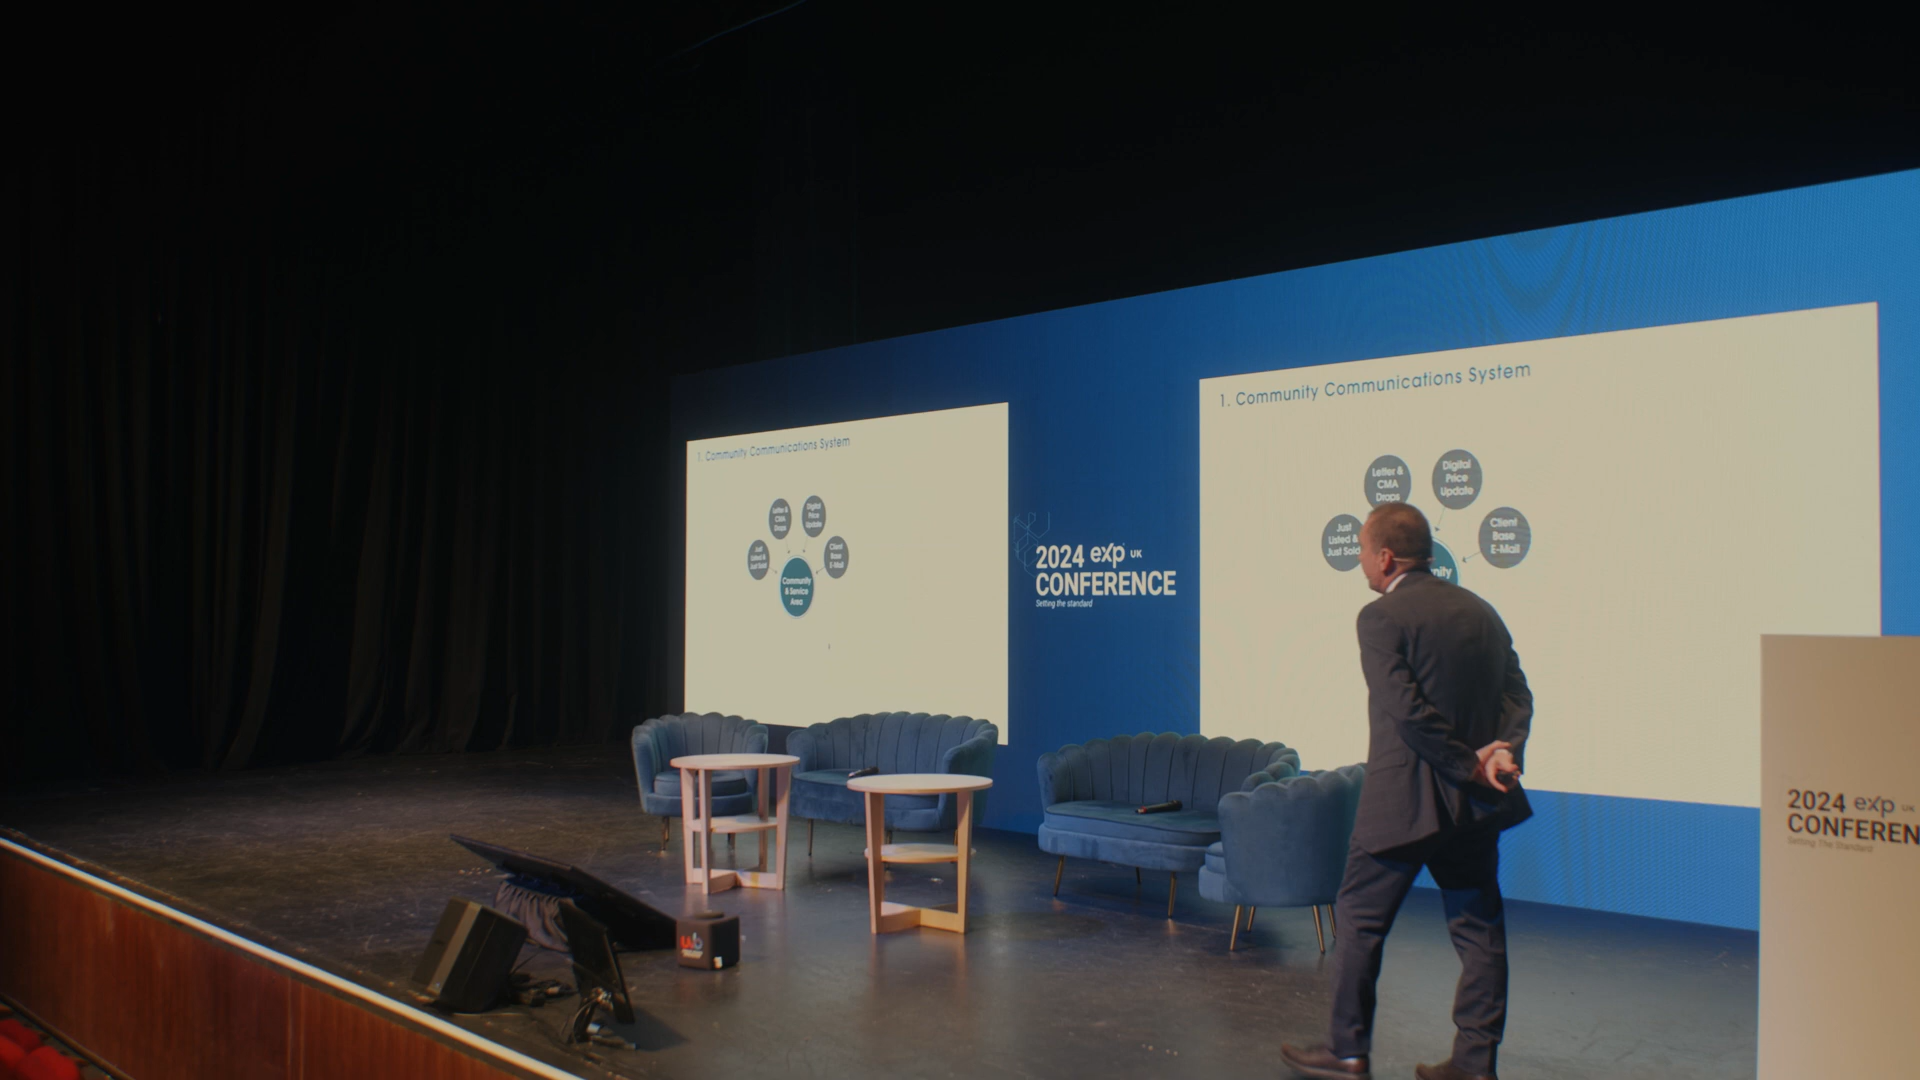 1. Community Communications System
Letter &
CMA
Drops
Digital
Price
Update
Just
Listed &
Just Sold
Client
Base
E-Mail
Community
& Service
Area
2024 exp UK
CONFERENCE
Setting the standard
1. Community Communications System
Letter &
CMA
Drops
Digital
Price
Update
Just
Listed &
Just Sold
Client
Base
E-Mail
nity
2024 exp UK
CONFEREN
Setting The Standard